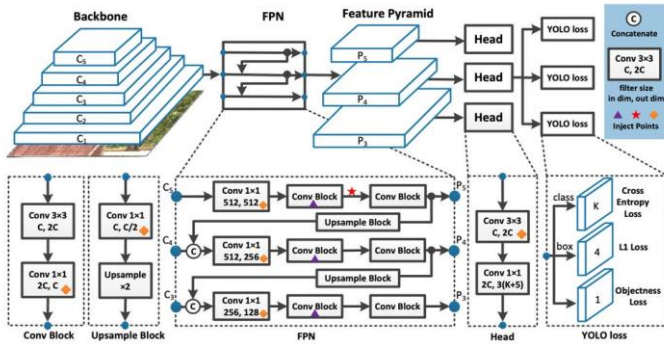 Backbone
FPN
Feature Pyramid
C5
C4
C3
C2
C1
P5
P4
P3
Head
Head
Head
YOLO loss
YOLO loss
YOLO loss
C
Concatenate
Conv 3×3
C, 2C
filter size
in dim, out dim
Inject Points
Conv 3×3
C, 2C
Conv 1×1
2C, C
Conv Block
Conv 1×1
C, C/2
Upsample
×2
Upsample Block
C5
Conv 1×1
512, 512
Conv Block
Conv Block
P5
Upsample Block
C4
C
Conv 1×1
512, 256
Conv Block
Conv Block
P4
Upsample Block
C3
C
Conv 1×1
256, 128
Conv Block
Conv Block
P3
FPN
Conv 3×3
C, 2C
Conv 1×1
2C, 3(K+5)
Head
class
K
Cross
Entropy
Loss
box
4
L1 Loss
1
Objectness
Loss
YOLO loss